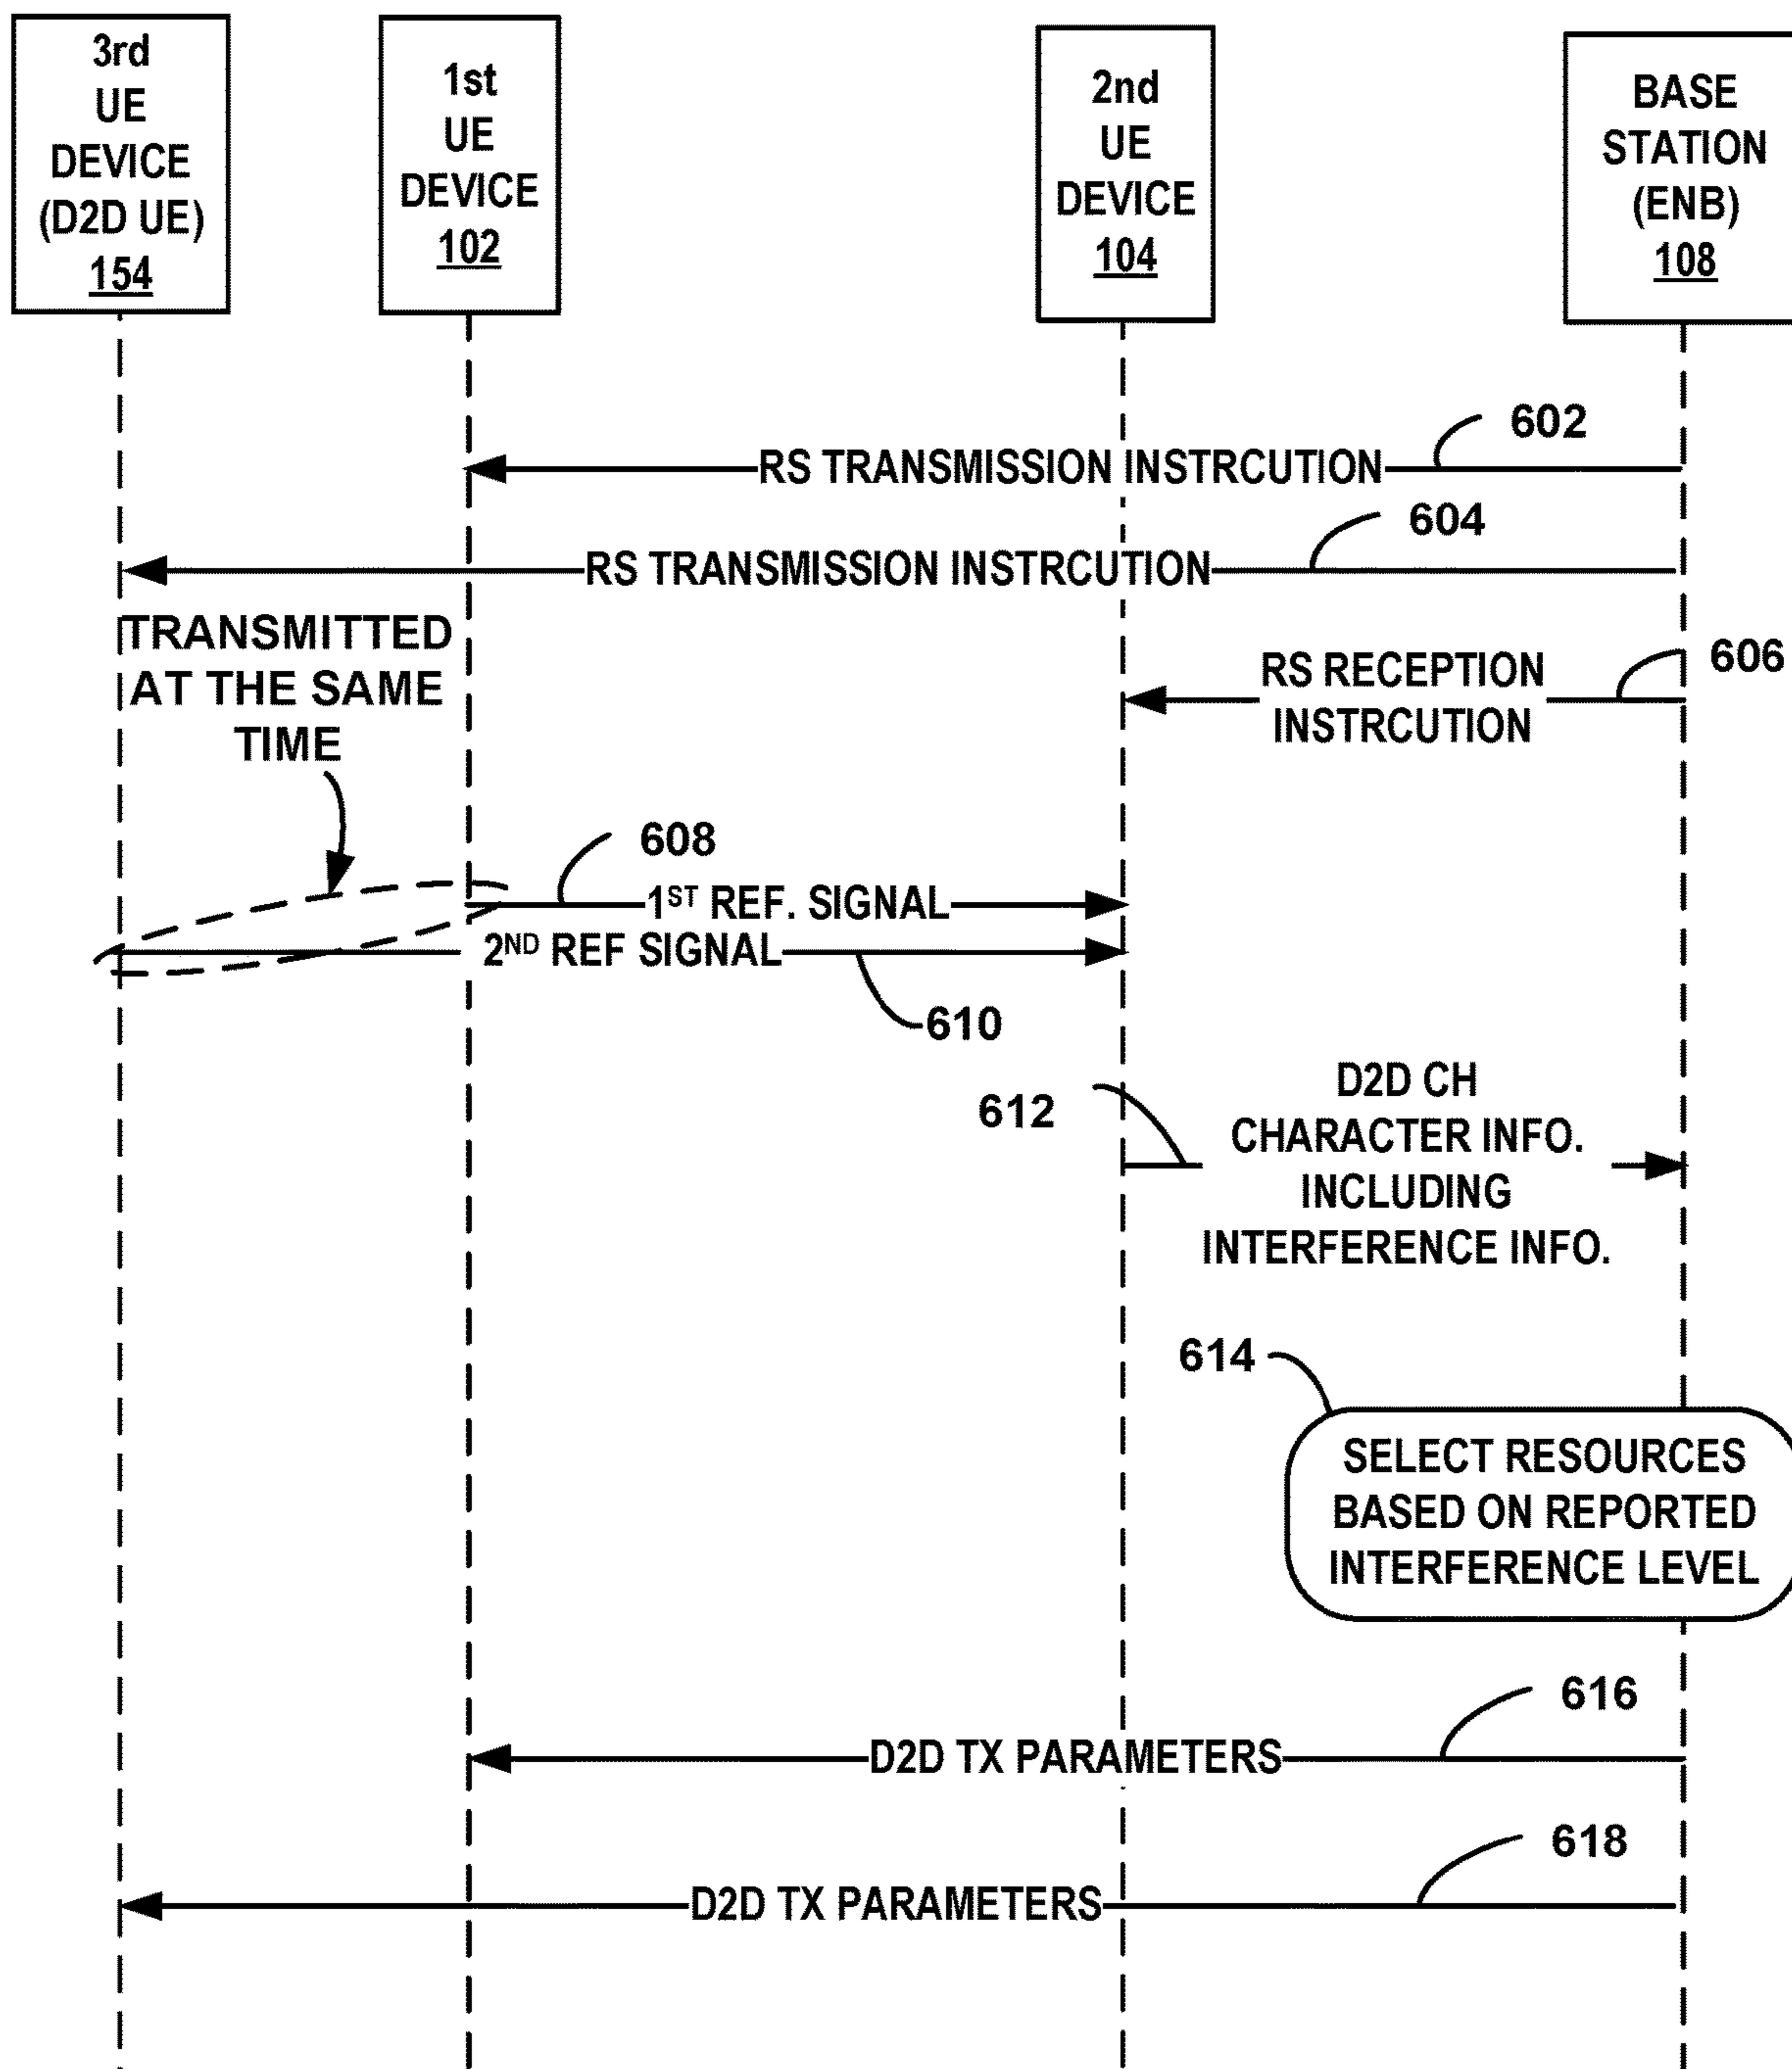 3rd
UE
DEVICE
(D2D UE)
154
1st
UE
DEVICE
102
2nd
UE
DEVICE
104
BASE
STATION
(ENB)
108
602
RS TRANSMISSION INSTRCUTION
604
RS TRANSMISSION INSTRCUTION
TRANSMITTED
AT THE SAME
TIME
606
RS RECEPTION
INSTRCUTION
608
1ST REF. SIGNAL
2ND REF SIGNAL
610
612
D2D CH
CHARACTER INFO.
INCLUDING
INTERFERENCE INFO.
614
SELECT RESOURCES
BASED ON REPORTED
INTERFERENCE LEVEL
616
D2D TX PARAMETERS
618
D2D TX PARAMETERS